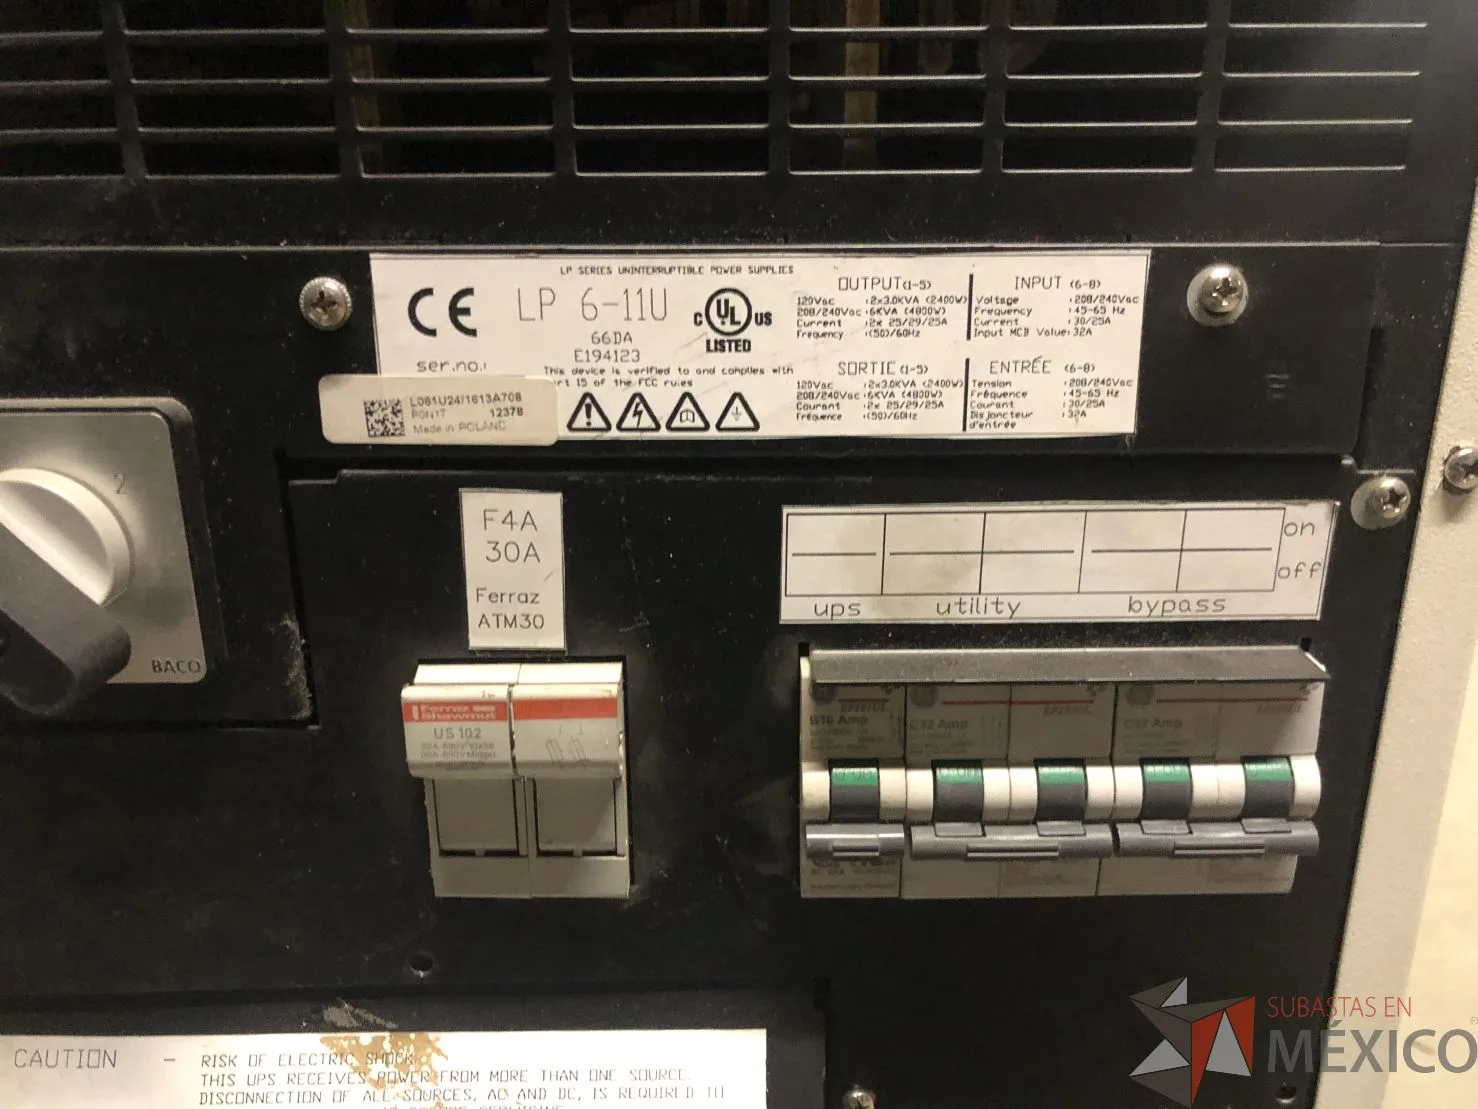 LP SERIES UNINTERRUPTIBLE POWER SUPPLIES
CE
LP 6-11U
C UL US
LISTED
66DA
E194123
ser.no.:
This device is verified to and complies with
part 15 of the FCC rules
L081U24I1613A708
12378
Made in POLAND
OUTPUT(1-5)
120Vac :2x3.0KVA (2400W)
208/240Vac :6KVA (4800W)
Current :2x 25/29/25A
Frequency :(50)/60Hz
INPUT (6-8)
Voltage :208/240Vac
Frequency :45-65 Hz
Current :30/25A
Input MCB Value:32A
SORTIE (1-5)
120Vac :2x3.0KVA (2400W)
208/240Vac :6KVA (4800W)
Courant :2x 25/29/25A
Fréquence :(50)/60Hz
ENTRÉE (6-8)
Tension :208/240Vac
Fréquence :45-65 Hz
Courant :30/25A
Disjoncteur :32A
d'entrée
2
BACO
F4A
30A
Ferraz
ATM30
on
off
ups utility bypass
Ferraz
Shawmut
US 102
Amp
C32 Amp
Amp
CAUTION - RISK OF ELECTRIC SHOCK.
THIS UPS RECEIVES POWER FROM MORE THAN ONE SOURCE.
DISCONNECTION OF ALL SOURCES, AC AND DC, IS REQUIRED TO
SUBASTAS EN
MÉXICO